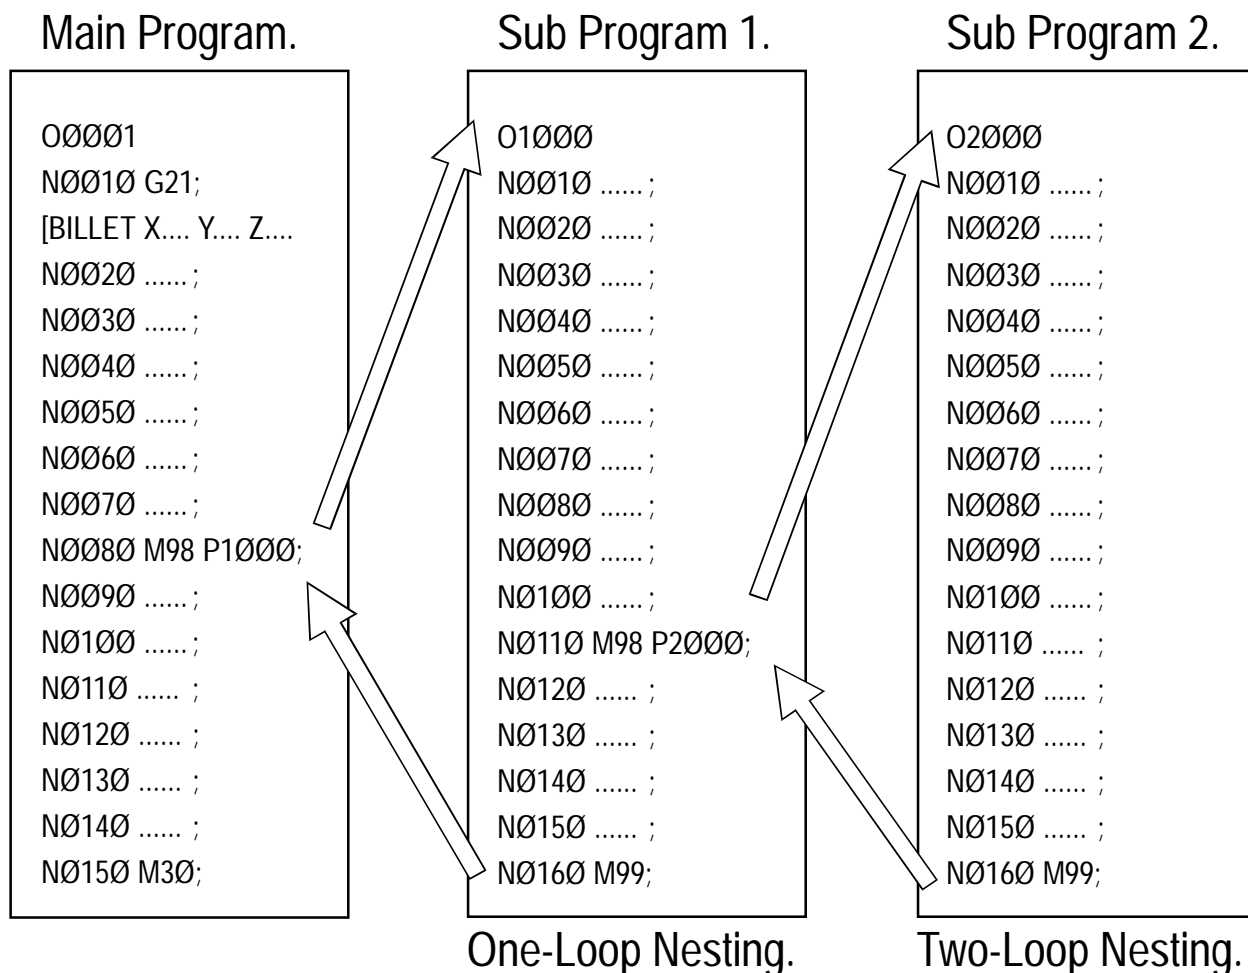 Main Program.
OØØØ1
NØØ1Ø G21;
[BILLET X.... Y.... Z....
NØØ2Ø ...... ;
NØØ3Ø ...... ;
NØØ4Ø ...... ;
NØØ5Ø ...... ;
NØØ6Ø ...... ;
NØØ7Ø ...... ;
NØØ8Ø M98 P1ØØØ;
NØØ9Ø ...... ;
NØ1ØØ ...... ;
NØ11Ø ...... ;
NØ12Ø ...... ;
NØ13Ø ...... ;
NØ14Ø ...... ;
NØ15Ø M3Ø;
Sub Program 1.
O1ØØØ
NØØ1Ø ...... ;
NØØ2Ø ...... ;
NØØ3Ø ...... ;
NØØ4Ø ...... ;
NØØ5Ø ...... ;
NØØ6Ø ...... ;
NØØ7Ø ...... ;
NØØ8Ø ...... ;
NØØ9Ø ...... ;
NØ1ØØ ...... ;
NØ11Ø M98 P2ØØØ;
NØ12Ø ...... ;
NØ13Ø ...... ;
NØ14Ø ...... ;
NØ15Ø ...... ;
NØ16Ø M99;
One-Loop Nesting.
Sub Program 2.
O2ØØØ
NØØ1Ø ...... ;
NØØ2Ø ...... ;
NØØ3Ø ...... ;
NØØ4Ø ...... ;
NØØ5Ø ...... ;
NØØ6Ø ...... ;
NØØ7Ø ...... ;
NØØ8Ø ...... ;
NØØ9Ø ...... ;
NØ1ØØ ...... ;
NØ11Ø ...... ;
NØ12Ø ...... ;
NØ13Ø ...... ;
NØ14Ø ...... ;
NØ15Ø ...... ;
NØ16Ø M99;
Two-Loop Nesting.